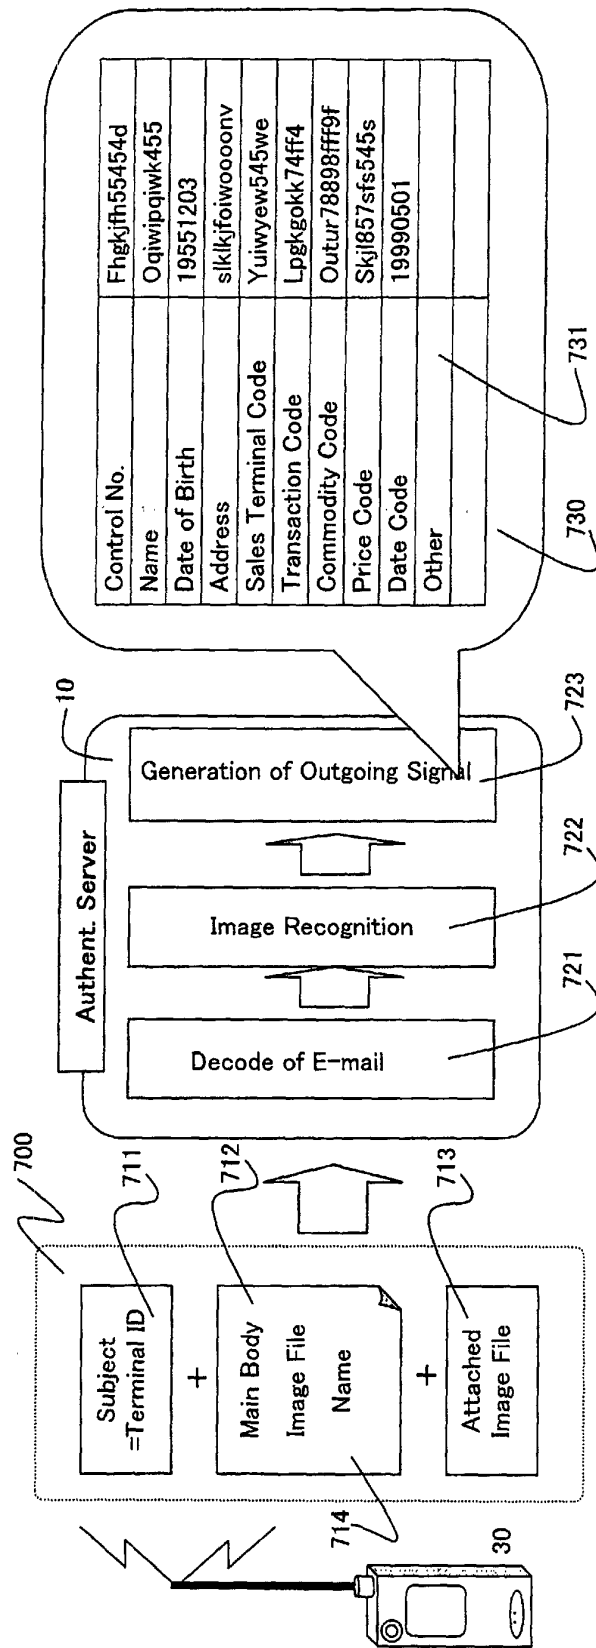 700
711
Subject
=Terminal ID
+
712
Main Body
Image File
Name
+
713
Attached
Image File
714
30
Authent. Server
10
Decode of E-mail
721
Image Recognition
722
Generation of Outgoing Signal
723
Control No. Fhgkjfh55454d
Name Oqiwipqiwk455
Date of Birth 19551203
Address slklkjfoiwoooonv
Sales Terminal Code Yuiwyew545we
Transaction Code Lpgkgokk74ff4
Commodity Code Outur78898fff9f
Price Code Skjl857sfs545s
Date Code 19990501
Other
730
731